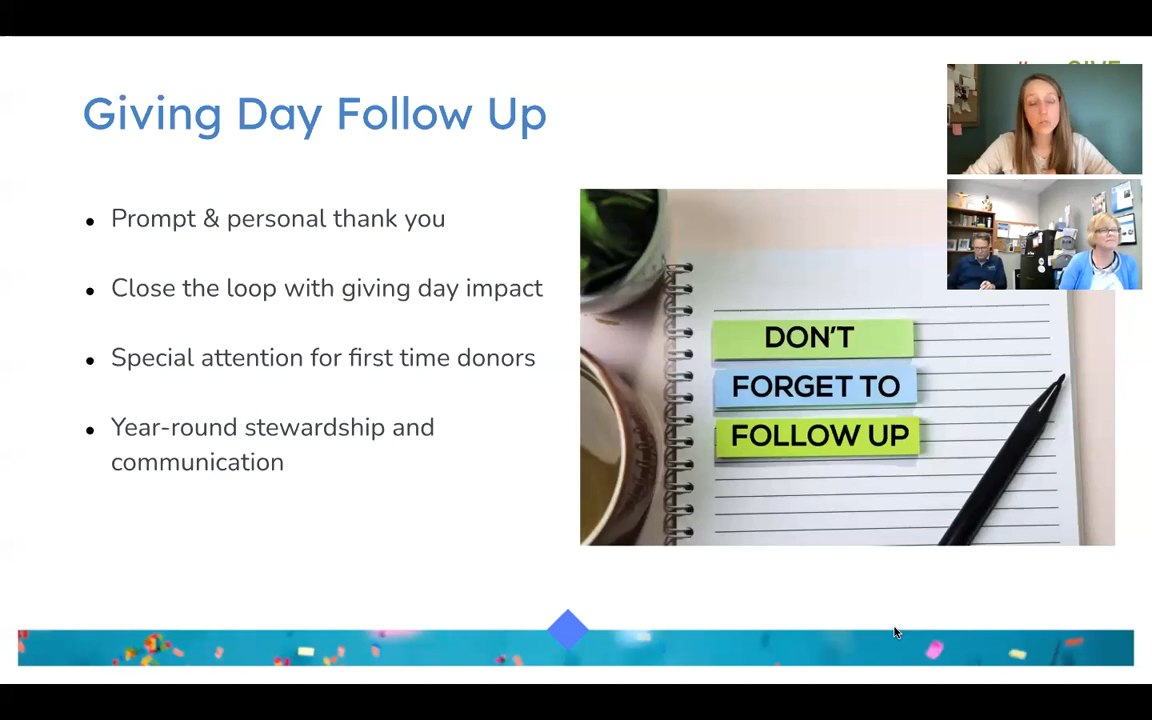 Giving Day Follow Up
• Prompt & personal thank you
• Close the loop with giving day impact
• Special attention for first time donors
• Year-round stewardship and
communication
DON'T
FORGET TO
FOLLOW UP